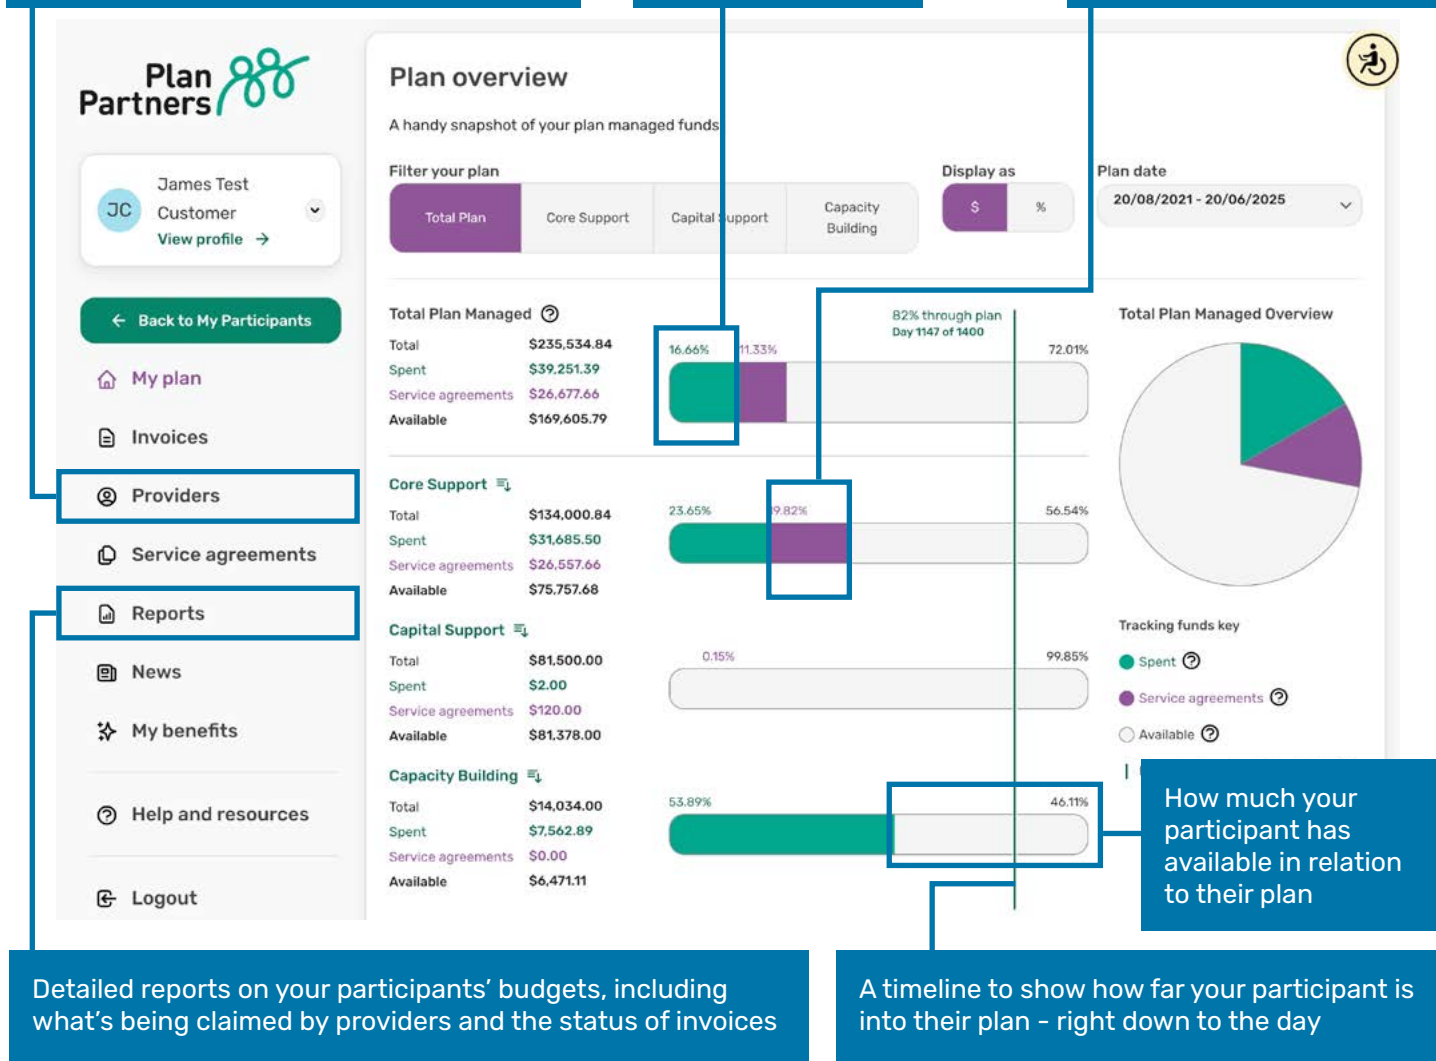 Plan
Partners
James Test
Customer
View profile →
JC
← Back to My Participants
My plan
Invoices
Providers
Service agreements
Reports
News
My benefits
Help and resources
Logout
Plan overview
A handy snapshot of your plan managed funds
Filter your plan
Total Plan
Core Support
Capital Support
Capacity
Building
Display as
$
%
Plan date
20/08/2021 - 20/06/2025
Total Plan Managed
Total $235,534.84
Spent $39,251.39
Service agreements $26,677.66
Available $169,605.79
16.66% 11.33% 72.01%
82% through plan
Day 1147 of 1400
Core Support
Total $134,000.84
Spent $31,685.50
Service agreements $26,557.66
Available $75,757.68
23.65% 9.82% 56.54%
Capital Support
Total $81,500.00
Spent $2.00
Service agreements $120.00
Available $81,378.00
0.15% 99.85%
Capacity Building
Total $14,034.00
Spent $7,562.89
Service agreements $0.00
Available $6,471.11
53.89% 46.11%
Total Plan Managed Overview
Tracking funds key
Spent
Service agreements
Available
How much your
participant has
available in relation
to their plan
Detailed reports on your participants’ budgets, including
what’s being claimed by providers and the status of invoices
A timeline to show how far your participant is
into their plan - right down to the day